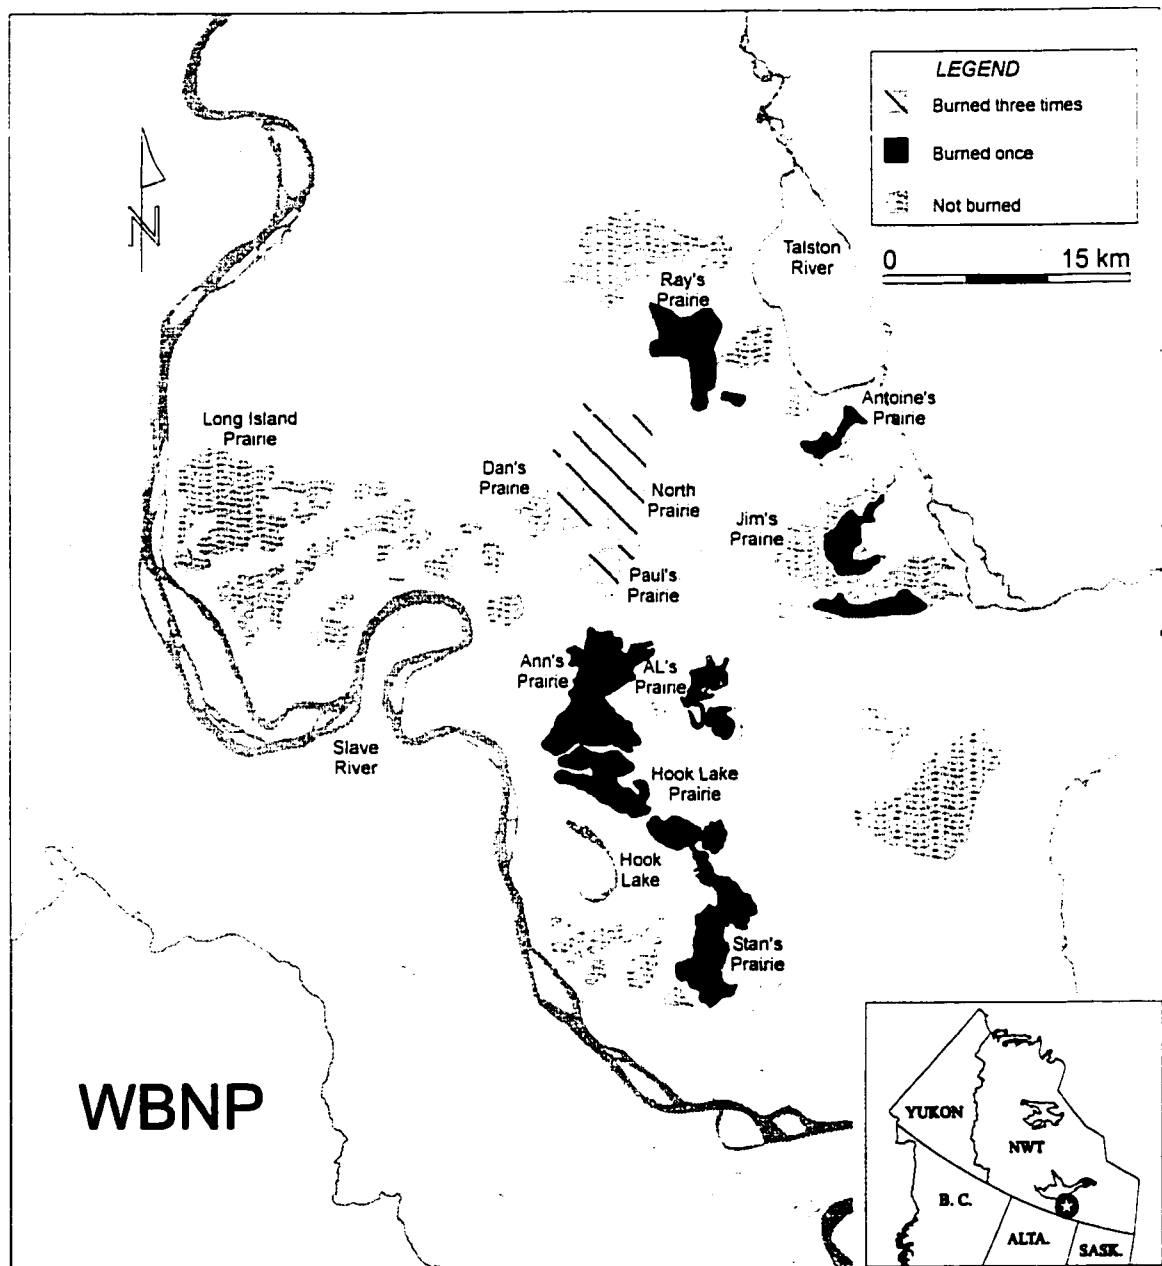 LEGEND
Burned three times
Burned once
Not burned
0 15 km
N
Talston
River
Ray's
Prairie
Antoine's
Prairie
Long Island
Prairie
Dan's
Prairie
North
Prairie
Jim's
Prairie
Paul's
Prairie
Ann's
Prairie
AL's
Prairie
Slave
River
Hook Lake
Prairie
Hook
Lake
Stan's
Prairie
WBNP
YUKON
NWT
B. C.
ALTA.
SASK.